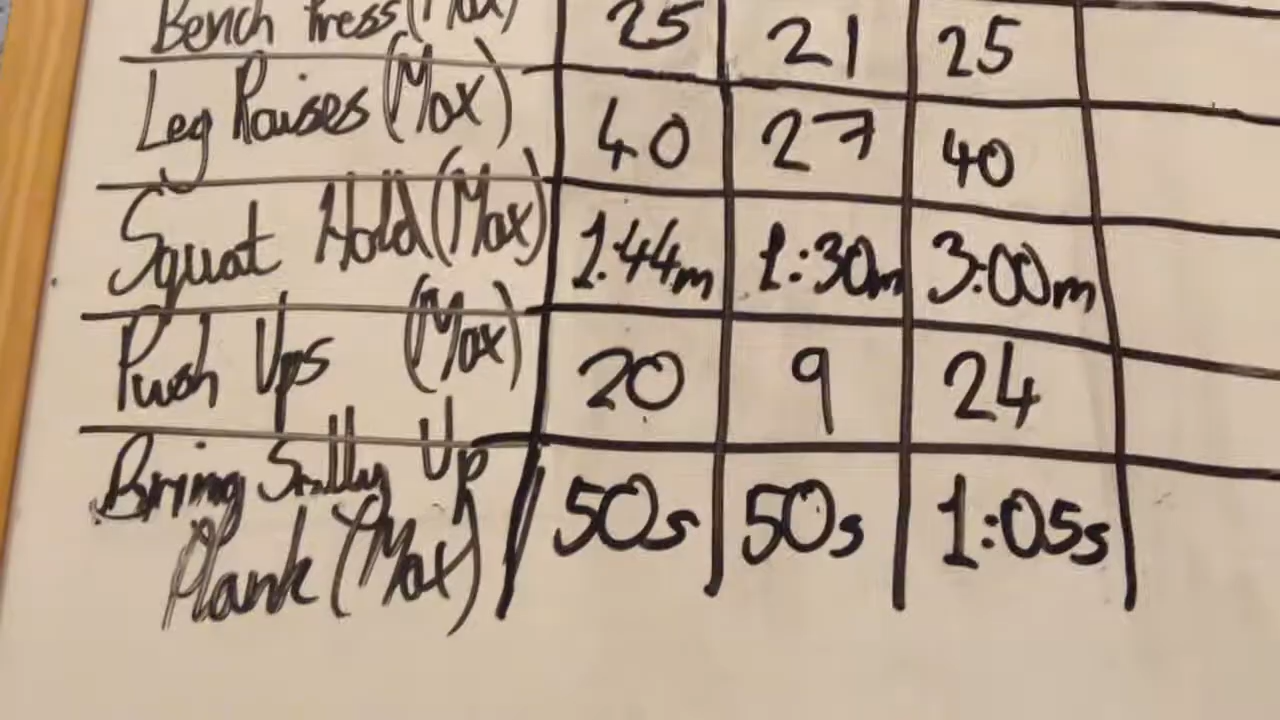 Bench Press (Max) 25 21 25
Leg Raises (Max) 40 27 40
Squat Hold (Max) 1:44m 1:30m 3:00m
Push Ups (Max) 20 9 24
Bring Sally Up
Plank (Max) 50s 50s 1:05s